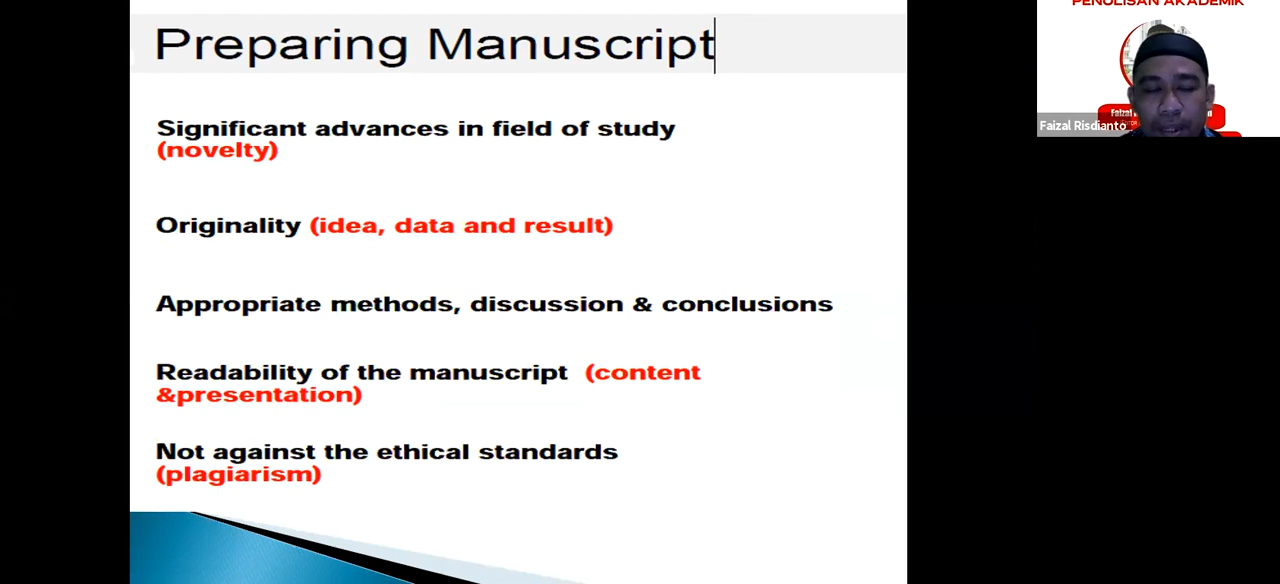 Preparing Manuscript
Significant advances in field of study
(novelty)
Originality (idea, data and result)
Appropriate methods, discussion & conclusions
Readability of the manuscript (content
&presentation)
Not against the ethical standards
(plagiarism)
PENULISAN AKADEMIK
Faizal
Faizal Risdianto